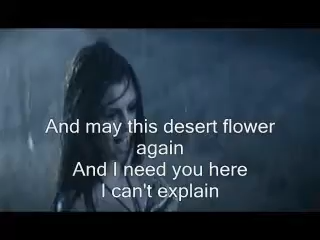 And may this desert flower
again
And I need you here
I can't explain